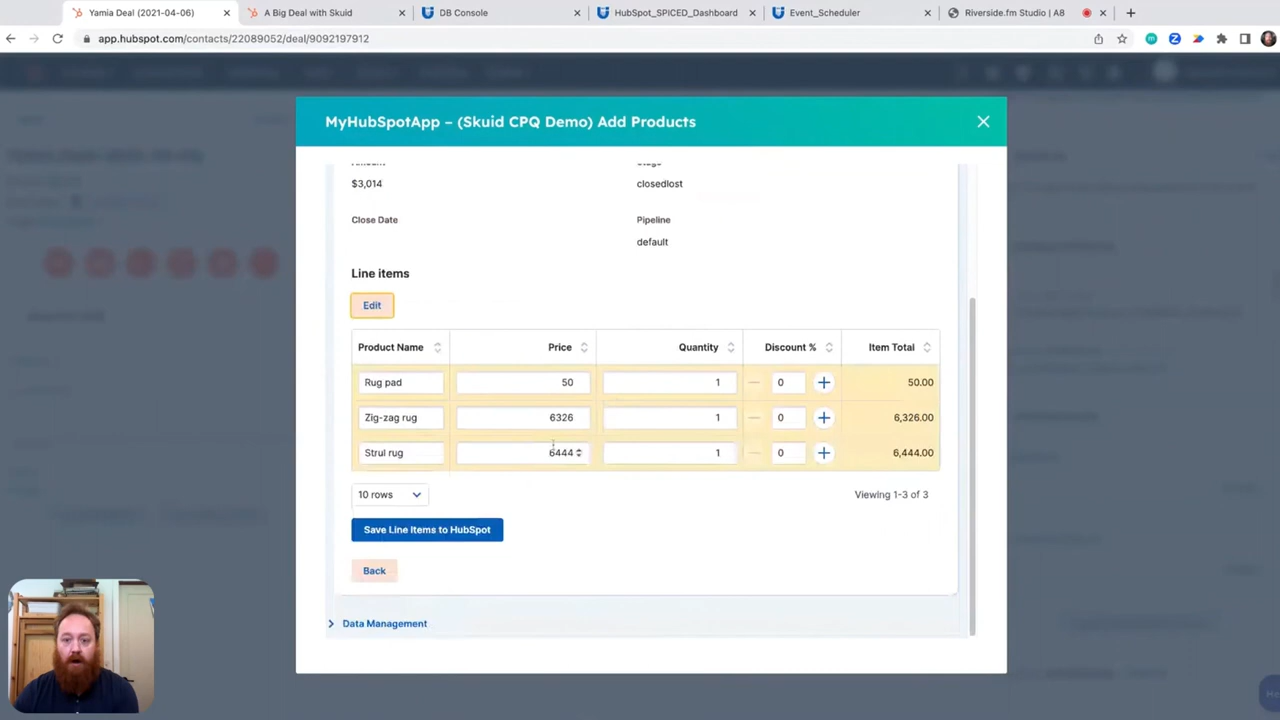 Yamia Deal (2021-04-06)
A Big Deal with Skuid
DB Console
HubSpot_SPICED_Dashboard
Event_Scheduler
Riverside.fm Studio | A8
app.hubspot.com/contacts/22089052/deal/9092197912
MyHubSpotApp – (Skuid CPQ Demo) Add Products
Amount
Stage
$3,014
closedlost
Close Date
Pipeline
default
Line items
Edit
Product Name
Price
Quantity
Discount %
Item Total
Rug pad
50
1
0
50.00
Zig-zag rug
6326
1
0
6,326.00
Strul rug
6444
1
0
6,444.00
10 rows
Viewing 1-3 of 3
Save Line Items to HubSpot
Back
Data Management